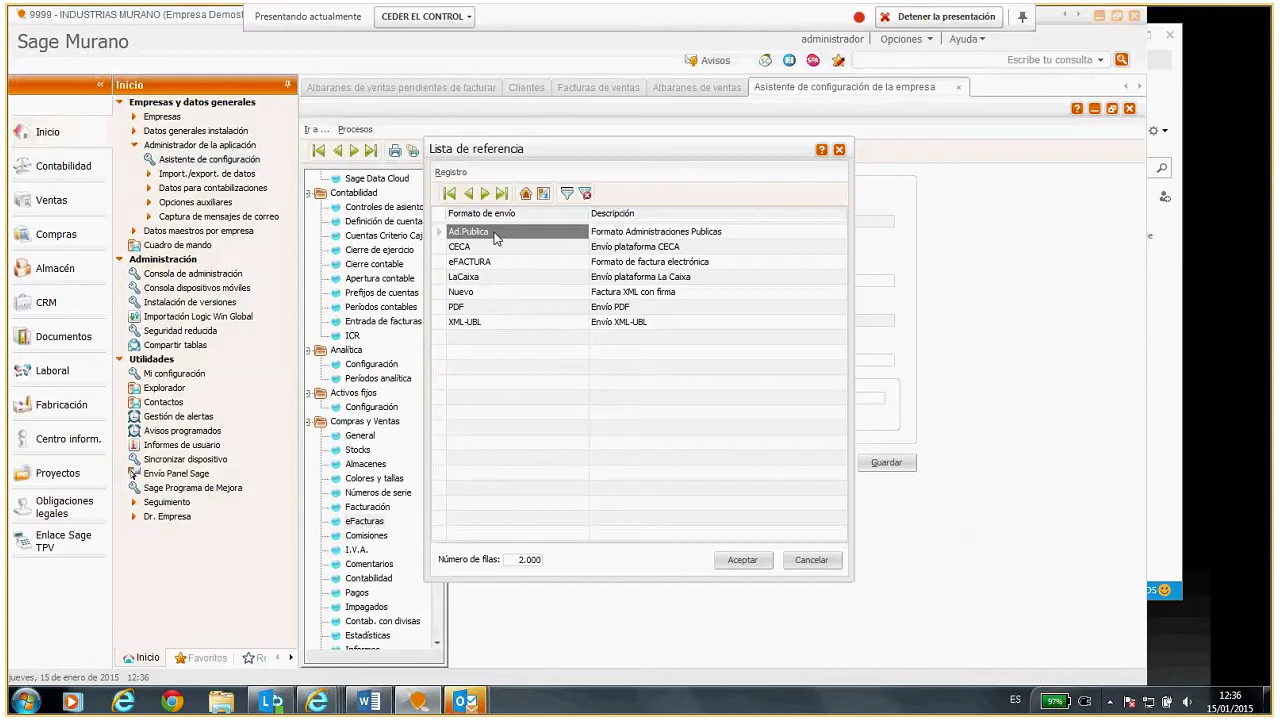 9999 - INDUSTRIAS MURANO (Empresa Demost
Presentando actualmente
CEDER EL CONTROL
Detener la presentación
Sage Murano
administrador
Opciones
Ayuda
Avisos
Escribe tu consulta
Inicio
Albaranes de ventas pendientes de facturar
Clientes
Facturas de ventas
Albaranes de ventas
Asistente de configuración de la empresa
Inicio
Contabilidad
Ventas
Compras
Almacén
CRM
Documentos
Laboral
Fabricación
Centro inform.
Proyectos
Obligaciones legales
Enlace Sage TPV
Empresas y datos generales
Empresas
Datos generales instalación
Administrador de la aplicación
Asistente de configuración
Import./export. de datos
Datos para contabilizaciones
Opciones auxiliares
Captura de mensajes de correo
Datos maestros por empresa
Cuadro de mando
Administración
Consola de administración
Consola dispositivos móviles
Instalación de versiones
Importación Logic Win Global
Seguridad reducida
Compartir tablas
Utilidades
Mi configuración
Explorador
Contactos
Gestión de alertas
Avisos programados
Informes de usuario
Sincronizar dispositivo
Envío Panel Sage
Sage Programa de Mejora
Seguimiento
Dr. Empresa
Inicio
Favoritos
Ir a ...
Procesos
Sage Data Cloud
Contabilidad
Controles de asiento
Definición de cuenta
Cuentas Criterio Caj
Cierre de ejercicio
Cierre contable
Apertura contable
Prefijos de cuentas
Períodos contables
Entrada de facturas
ICR
Analítica
Configuración
Períodos analítica
Activos fijos
Configuración
Compras y Ventas
General
Stocks
Almacenes
Colores y tallas
Números de serie
Facturación
eFacturas
Comisiones
I.V.A.
Comentarios
Contabilidad
Pagos
Impagados
Contab. con divisas
Estadísticas
Informes
Lista de referencia
Registro
Formato de envío Descripción
Ad.Publica Formato Administraciones Publicas
CECA Envío plataforma CECA
eFACTURA Formato de factura electrónica
LaCaixa Envío plataforma La Caixa
Nuevo Factura XML con firma
PDF Envío PDF
XML-UBL Envío XML-UBL
Número de filas: 2.000
Aceptar
Cancelar
Guardar
jueves, 15 de enero de 2015 12:36
ES
97%
12:36
15/01/2015